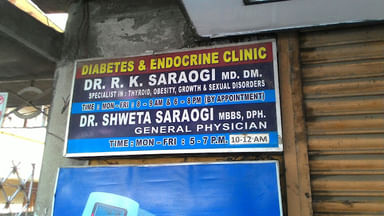 DIABETES & ENDOCRINE CLINIC
DR. R. K. SARAOGI MD. DM.
SPECIALIST IN : THYROID, OBESITY, GROWTH & SEXUAL DISORDERS
TIME : MON - FRI : 8 - 9 AM & 6 - 9 PM (BY APPOINTMENT)
DR. SHWETA SARAOGI MBBS, DPH.
GENERAL PHYSICIAN
TIME : MON - FRI : 5 - 7 P.M. 10-12 AM